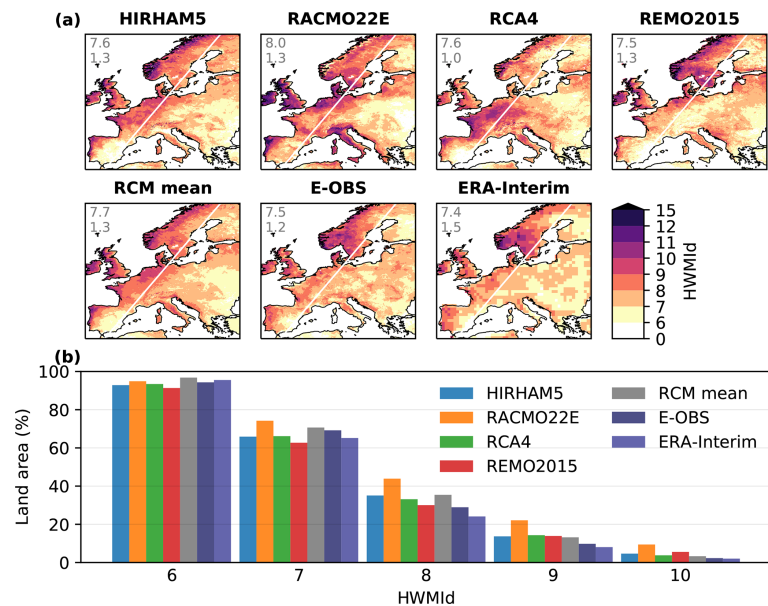 (a)
HIRHAM5
RACMO22E
RCA4
REMO2015
7.6
1.3
8.0
1.3
7.6
1.0
7.5
1.3
RCM mean
E-OBS
ERA-Interim
7.7
1.3
7.5
1.2
7.4
1.5
15
13
12
11
10
9
8
7
6
0
HWMId
(b)
100
80
60
40
20
0
Land area (%)
HIRHAM5
RACMO22E
RCA4
REMO2015
RCM mean
E-OBS
ERA-Interim
6
7
8
9
10
HWMId